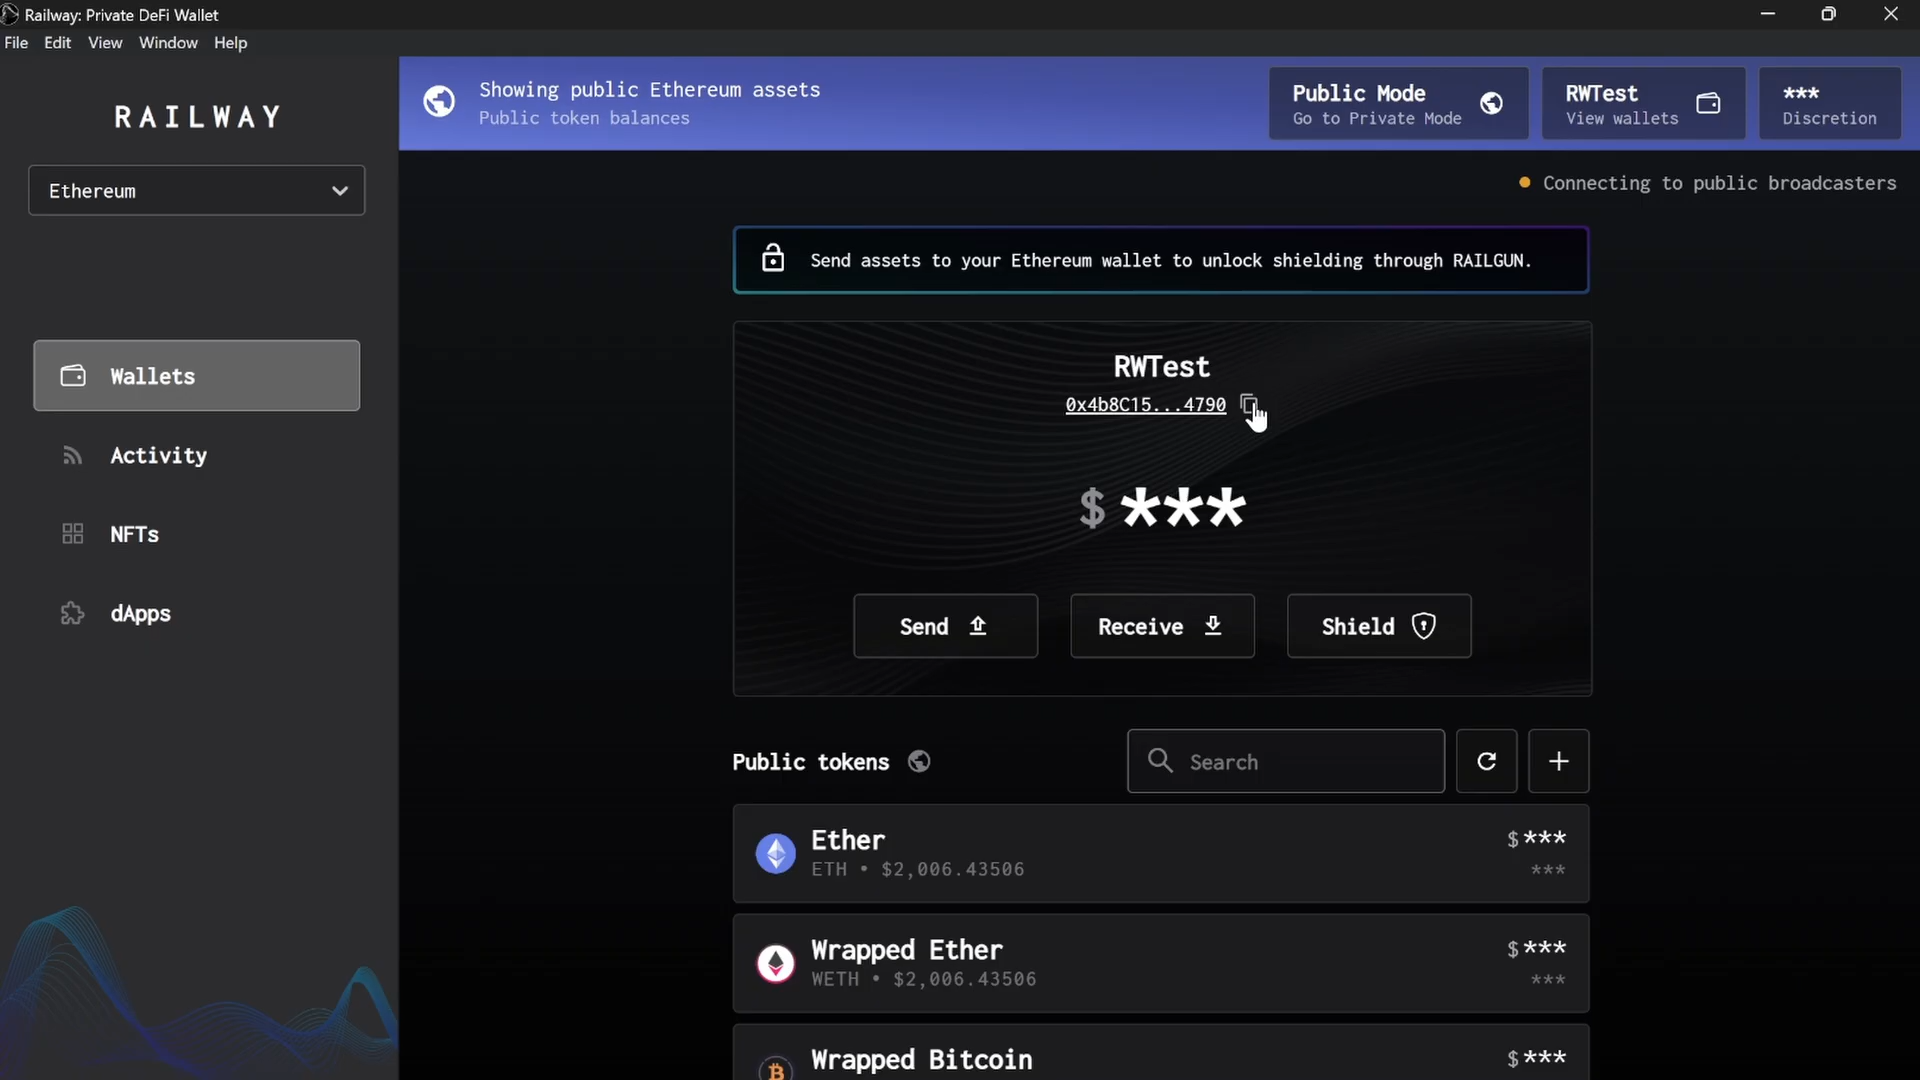 Railway: Private DeFi Wallet
File Edit View Window Help
RAILWAY
Ethereum
Wallets
Activity
NFTs
dApps
Showing public Ethereum assets
Public token balances
Public Mode
Go to Private Mode
RWTest
View wallets
***
Discretion
Connecting to public broadcasters
Send assets to your Ethereum wallet to unlock shielding through RAILGUN.
RWTest
0x4b8C15...4790
$ ***
Send
Receive
Shield
Public tokens
Search
Ether
$***
ETH • $2,006.43506
***
Wrapped Ether
$***
WETH • $2,006.43506
***
Wrapped Bitcoin
$***